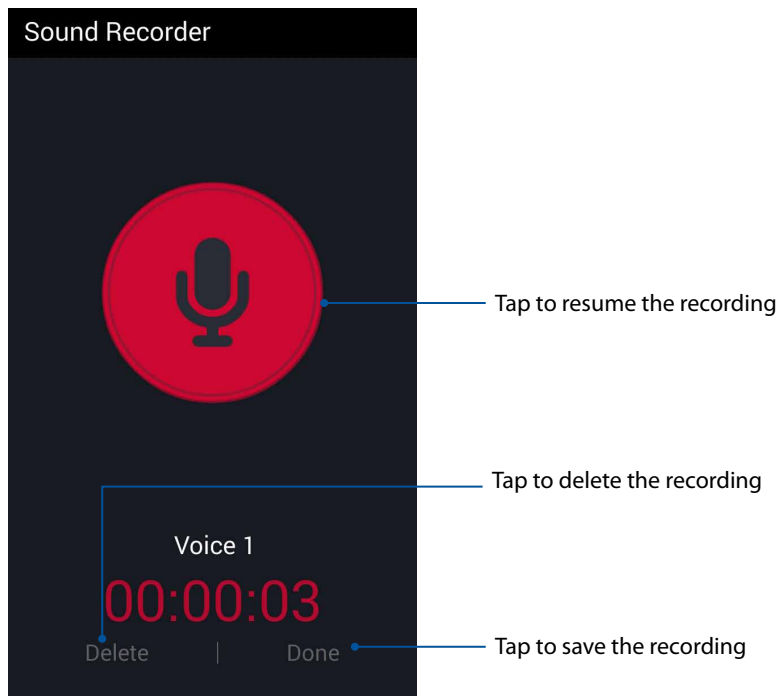 Sound Recorder
Tap to resume the recording
Tap to delete the recording
Voice 1
00:00:03
Delete | Done
Tap to save the recording